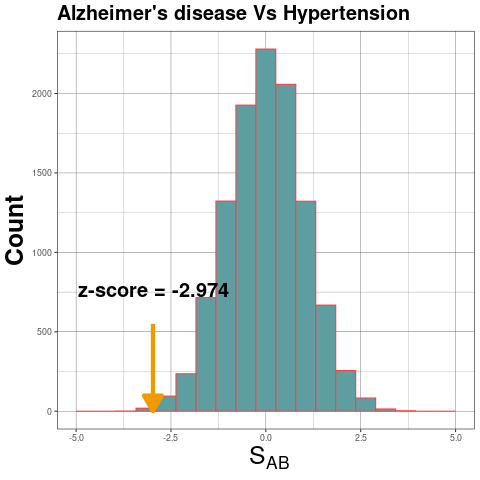 Alzheimer's disease Vs Hypertension
Count
2000
1500
1000
500
0
z-score = -2.974
-5.0
-2.5
0.0
2.5
5.0
S_AB